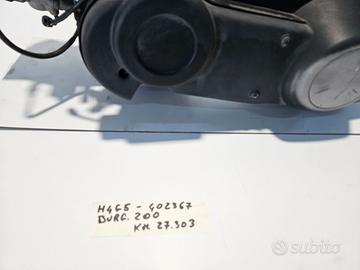 H465 - 402367
BURG. 200
KM 27.303
subito